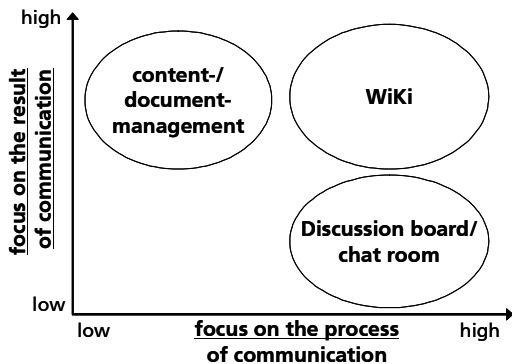 high
focus on the result
of communication
content-/
document-
management
WiKi
Discussion board/
chat room
low
low
focus on the process
of communication
high